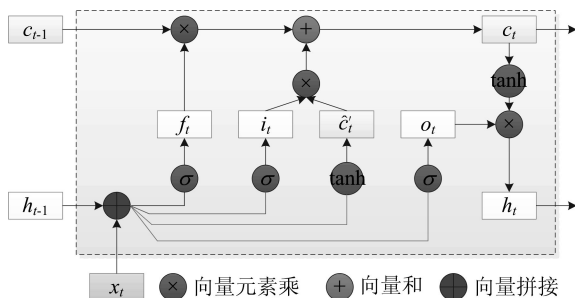 c_{t-1} × + c_t
tanh
×
f_t i_t ĉ'_t o_t ×
σ σ tanh σ
h_{t-1} h_t
x_t × 向量元素乘 + 向量和 向量拼接